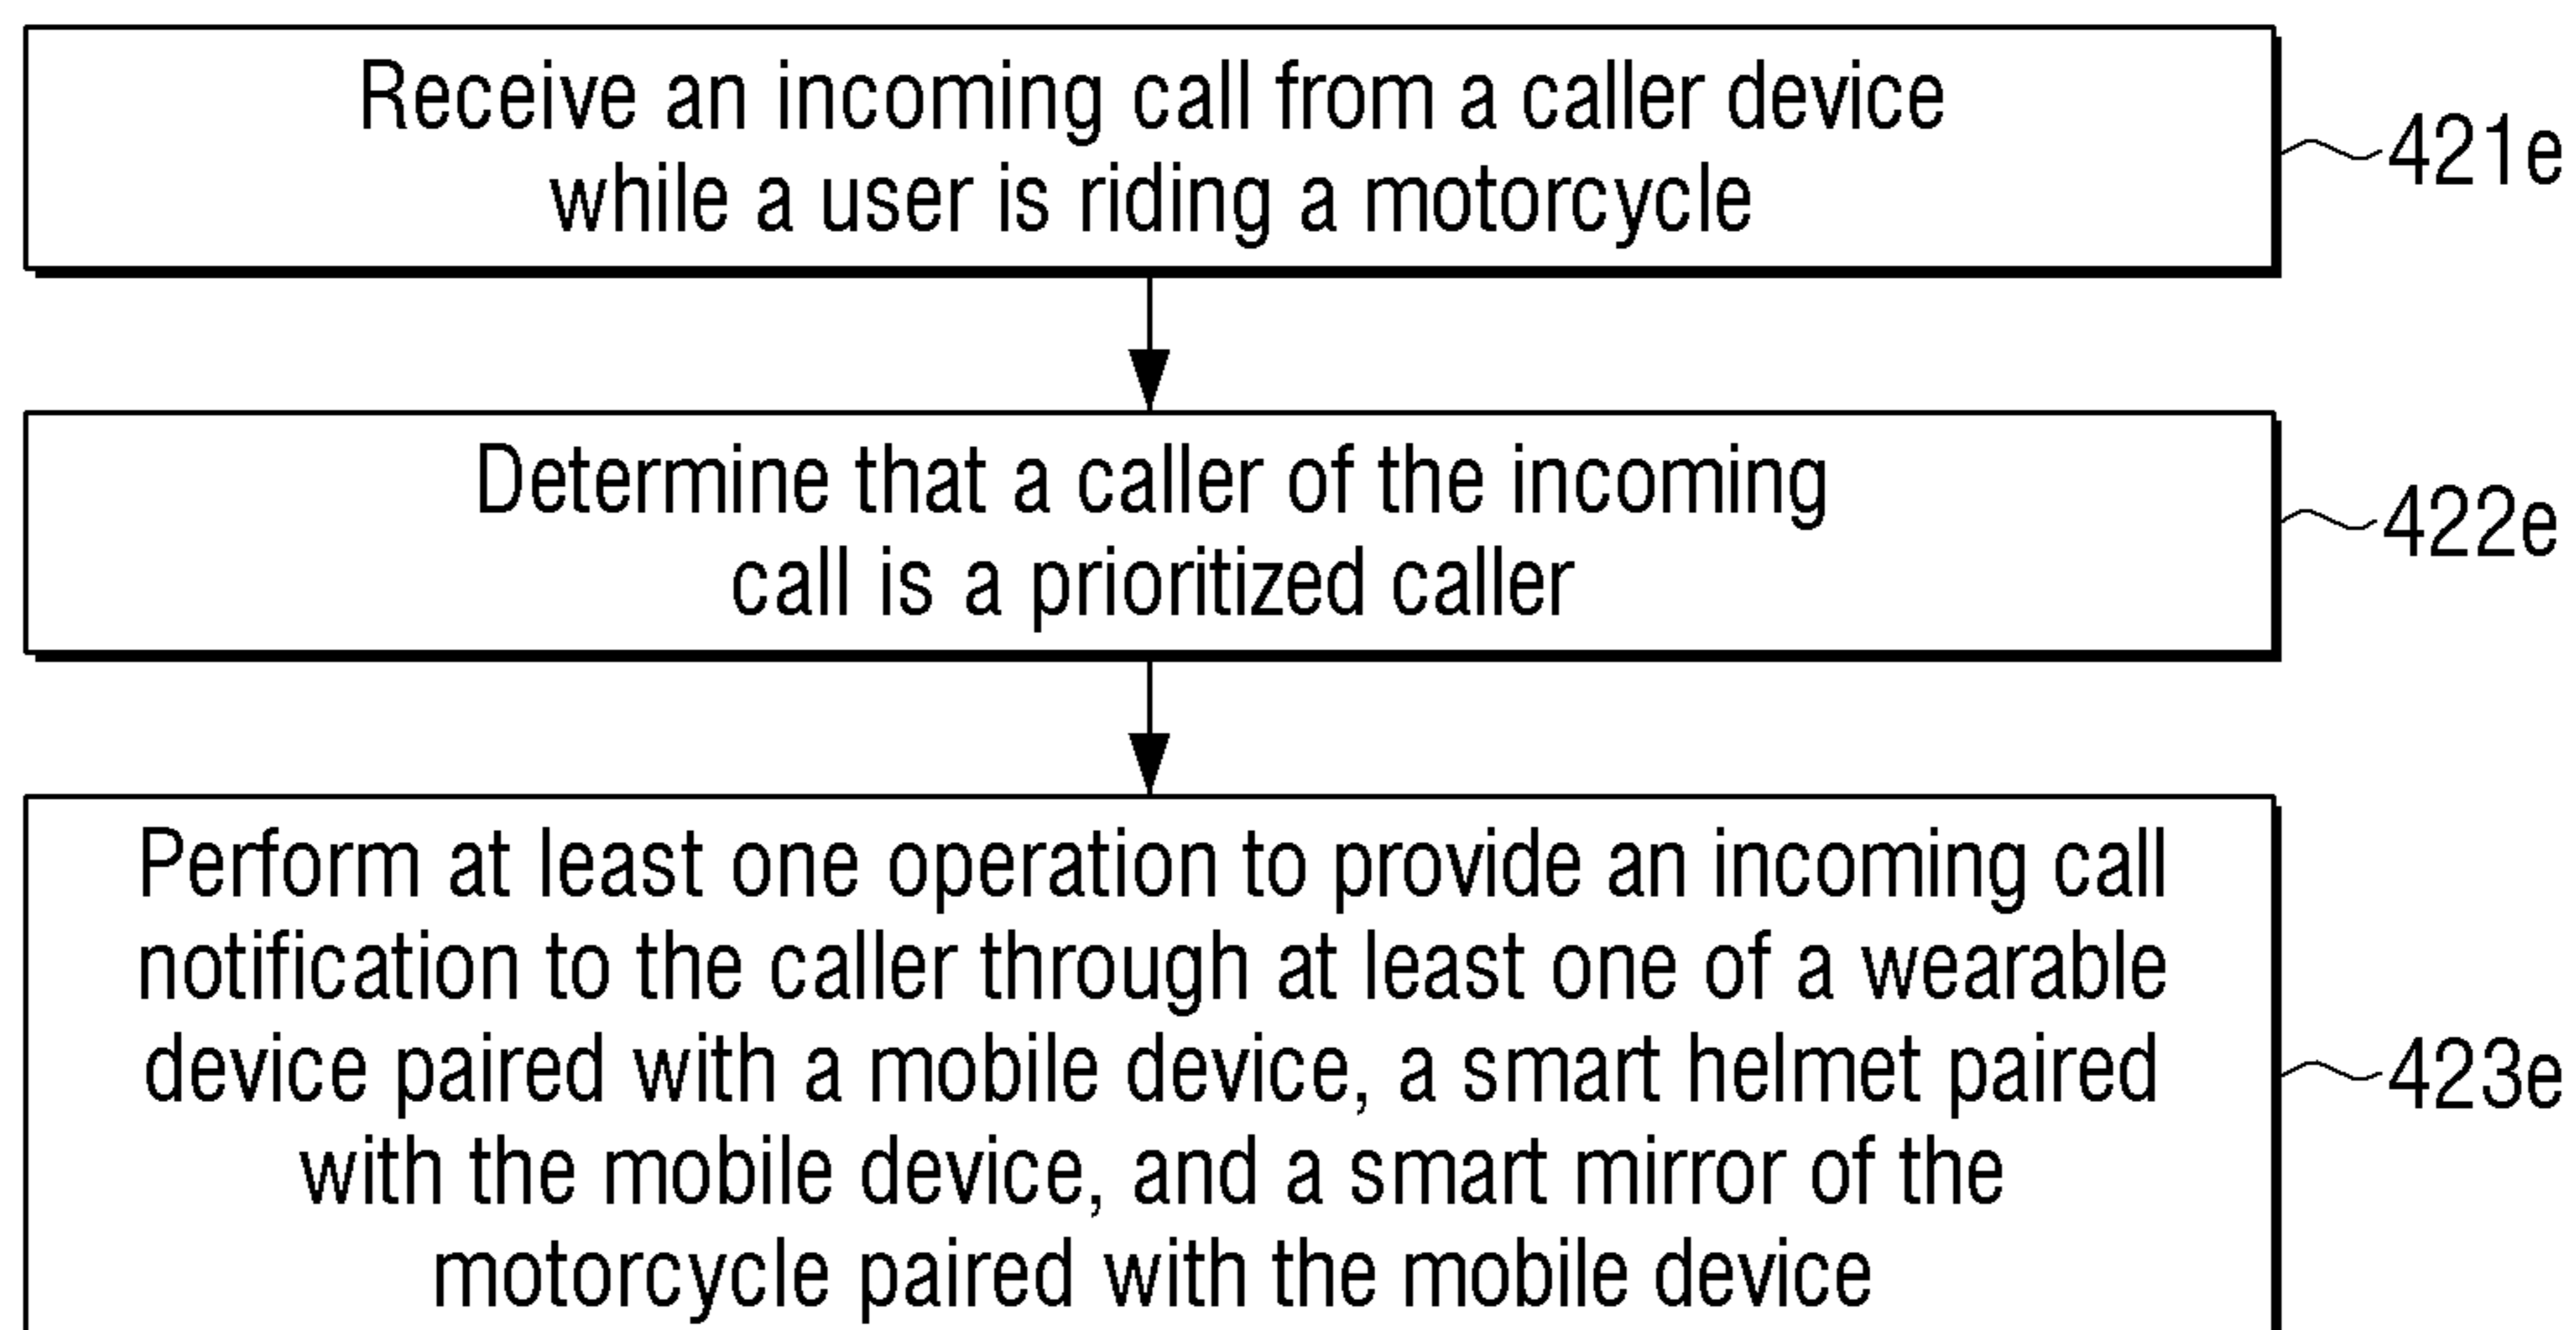 Receive an incoming call from a caller device
while a user is riding a motorcycle
421e
Determine that a caller of the incoming
call is a prioritized caller
422e
Perform at least one operation to provide an incoming call
notification to the caller through at least one of a wearable
device paired with a mobile device, a smart helmet paired
with the mobile device, and a smart mirror of the
motorcycle paired with the mobile device
423e